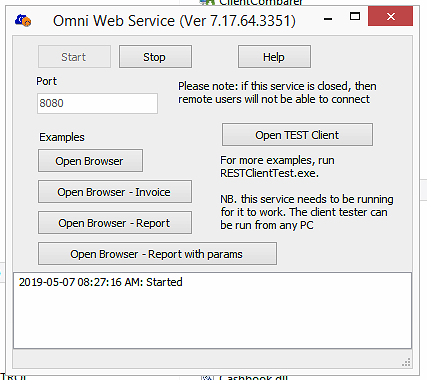 ClientComparer
Omni Web Service (Ver 7.17.64.3351)
Start
Stop
Help
Port
8080
Please note: if this service is closed, then
remote users will not be able to connect
Examples
Open TEST Client
Open Browser
For more examples, run
RESTClientTest.exe.
Open Browser - Invoice
NB. this service needs to be running
for it to work. The client tester can
be run from any PC
Open Browser - Report
Open Browser - Report with params
2019-05-07 08:27:16 AM: Started
TROL
Cashbook.dll